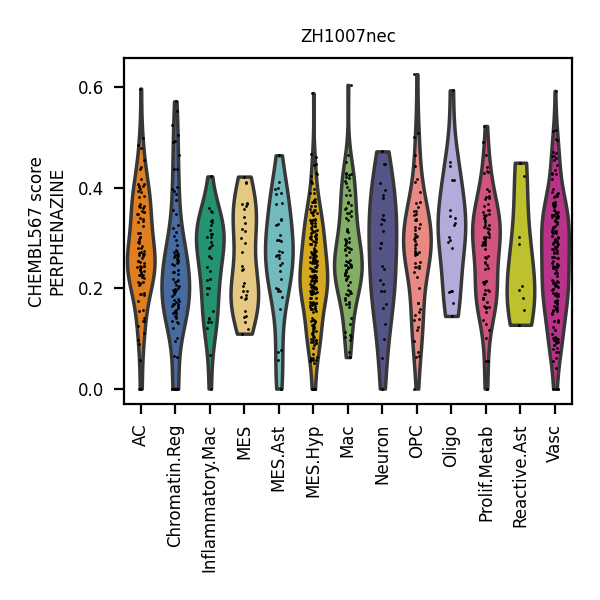 ZH1007nec
CHEMBL567 score
PERPHENAZINE
0.6
0.4
0.2
0.0
AC
Chromatin.Reg
Inflammatory.Mac
MES
MES.Ast
MES.Hyp
Mac
Neuron
OPC
Oligo
Prolif.Metab
Reactive.Ast
Vasc